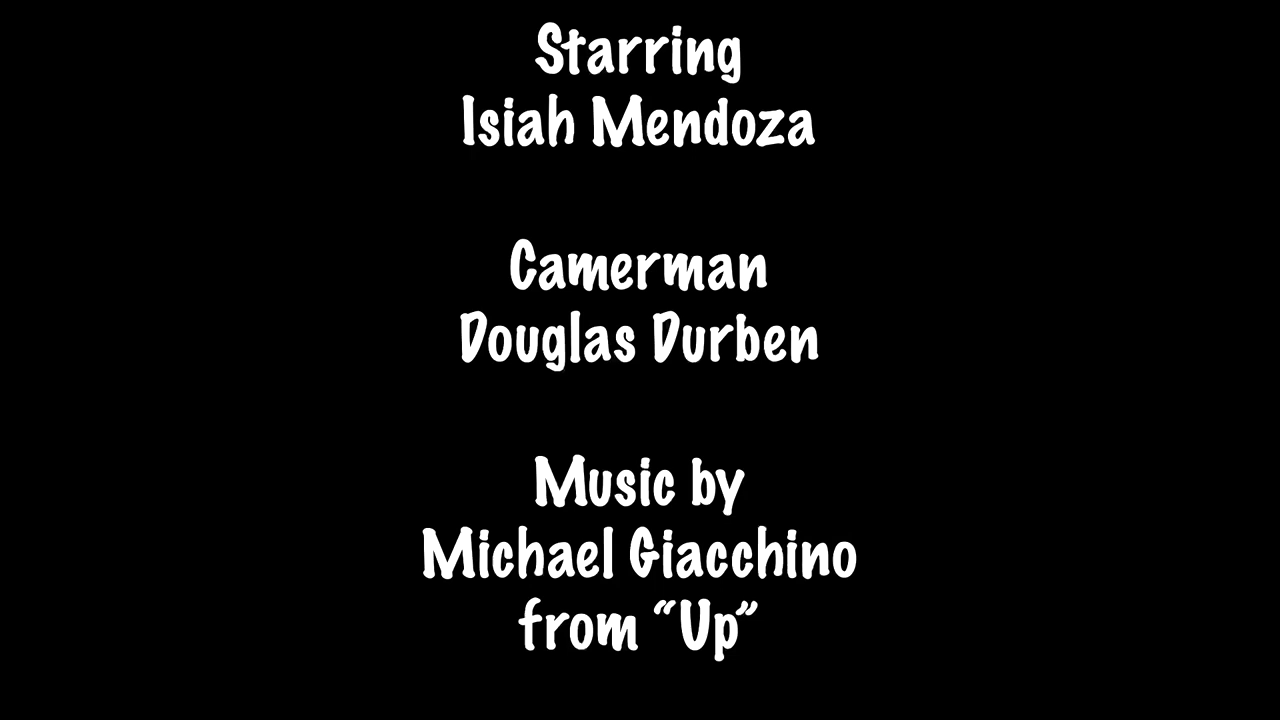 Starring
Isiah Mendoza
Camerman
Douglas Durben
Music by
Michael Giacchino
from “Up”